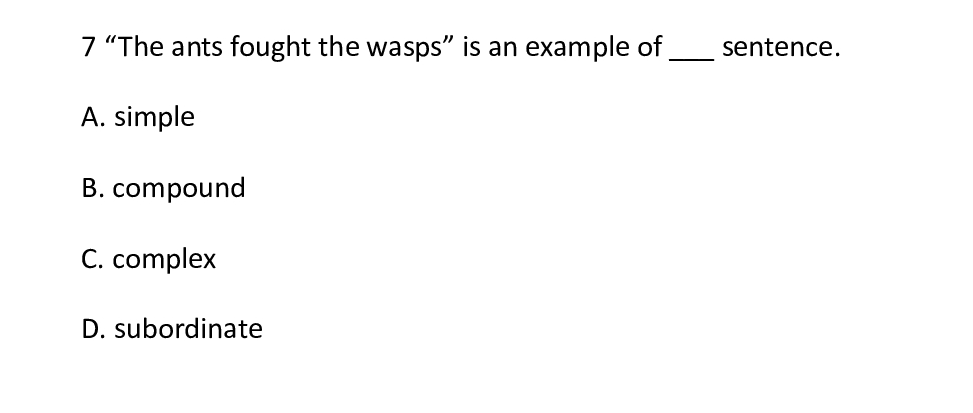 7 “The ants fought the wasps” is an example of ___ sentence.
A. simple
B. compound
C. complex
D. subordinate